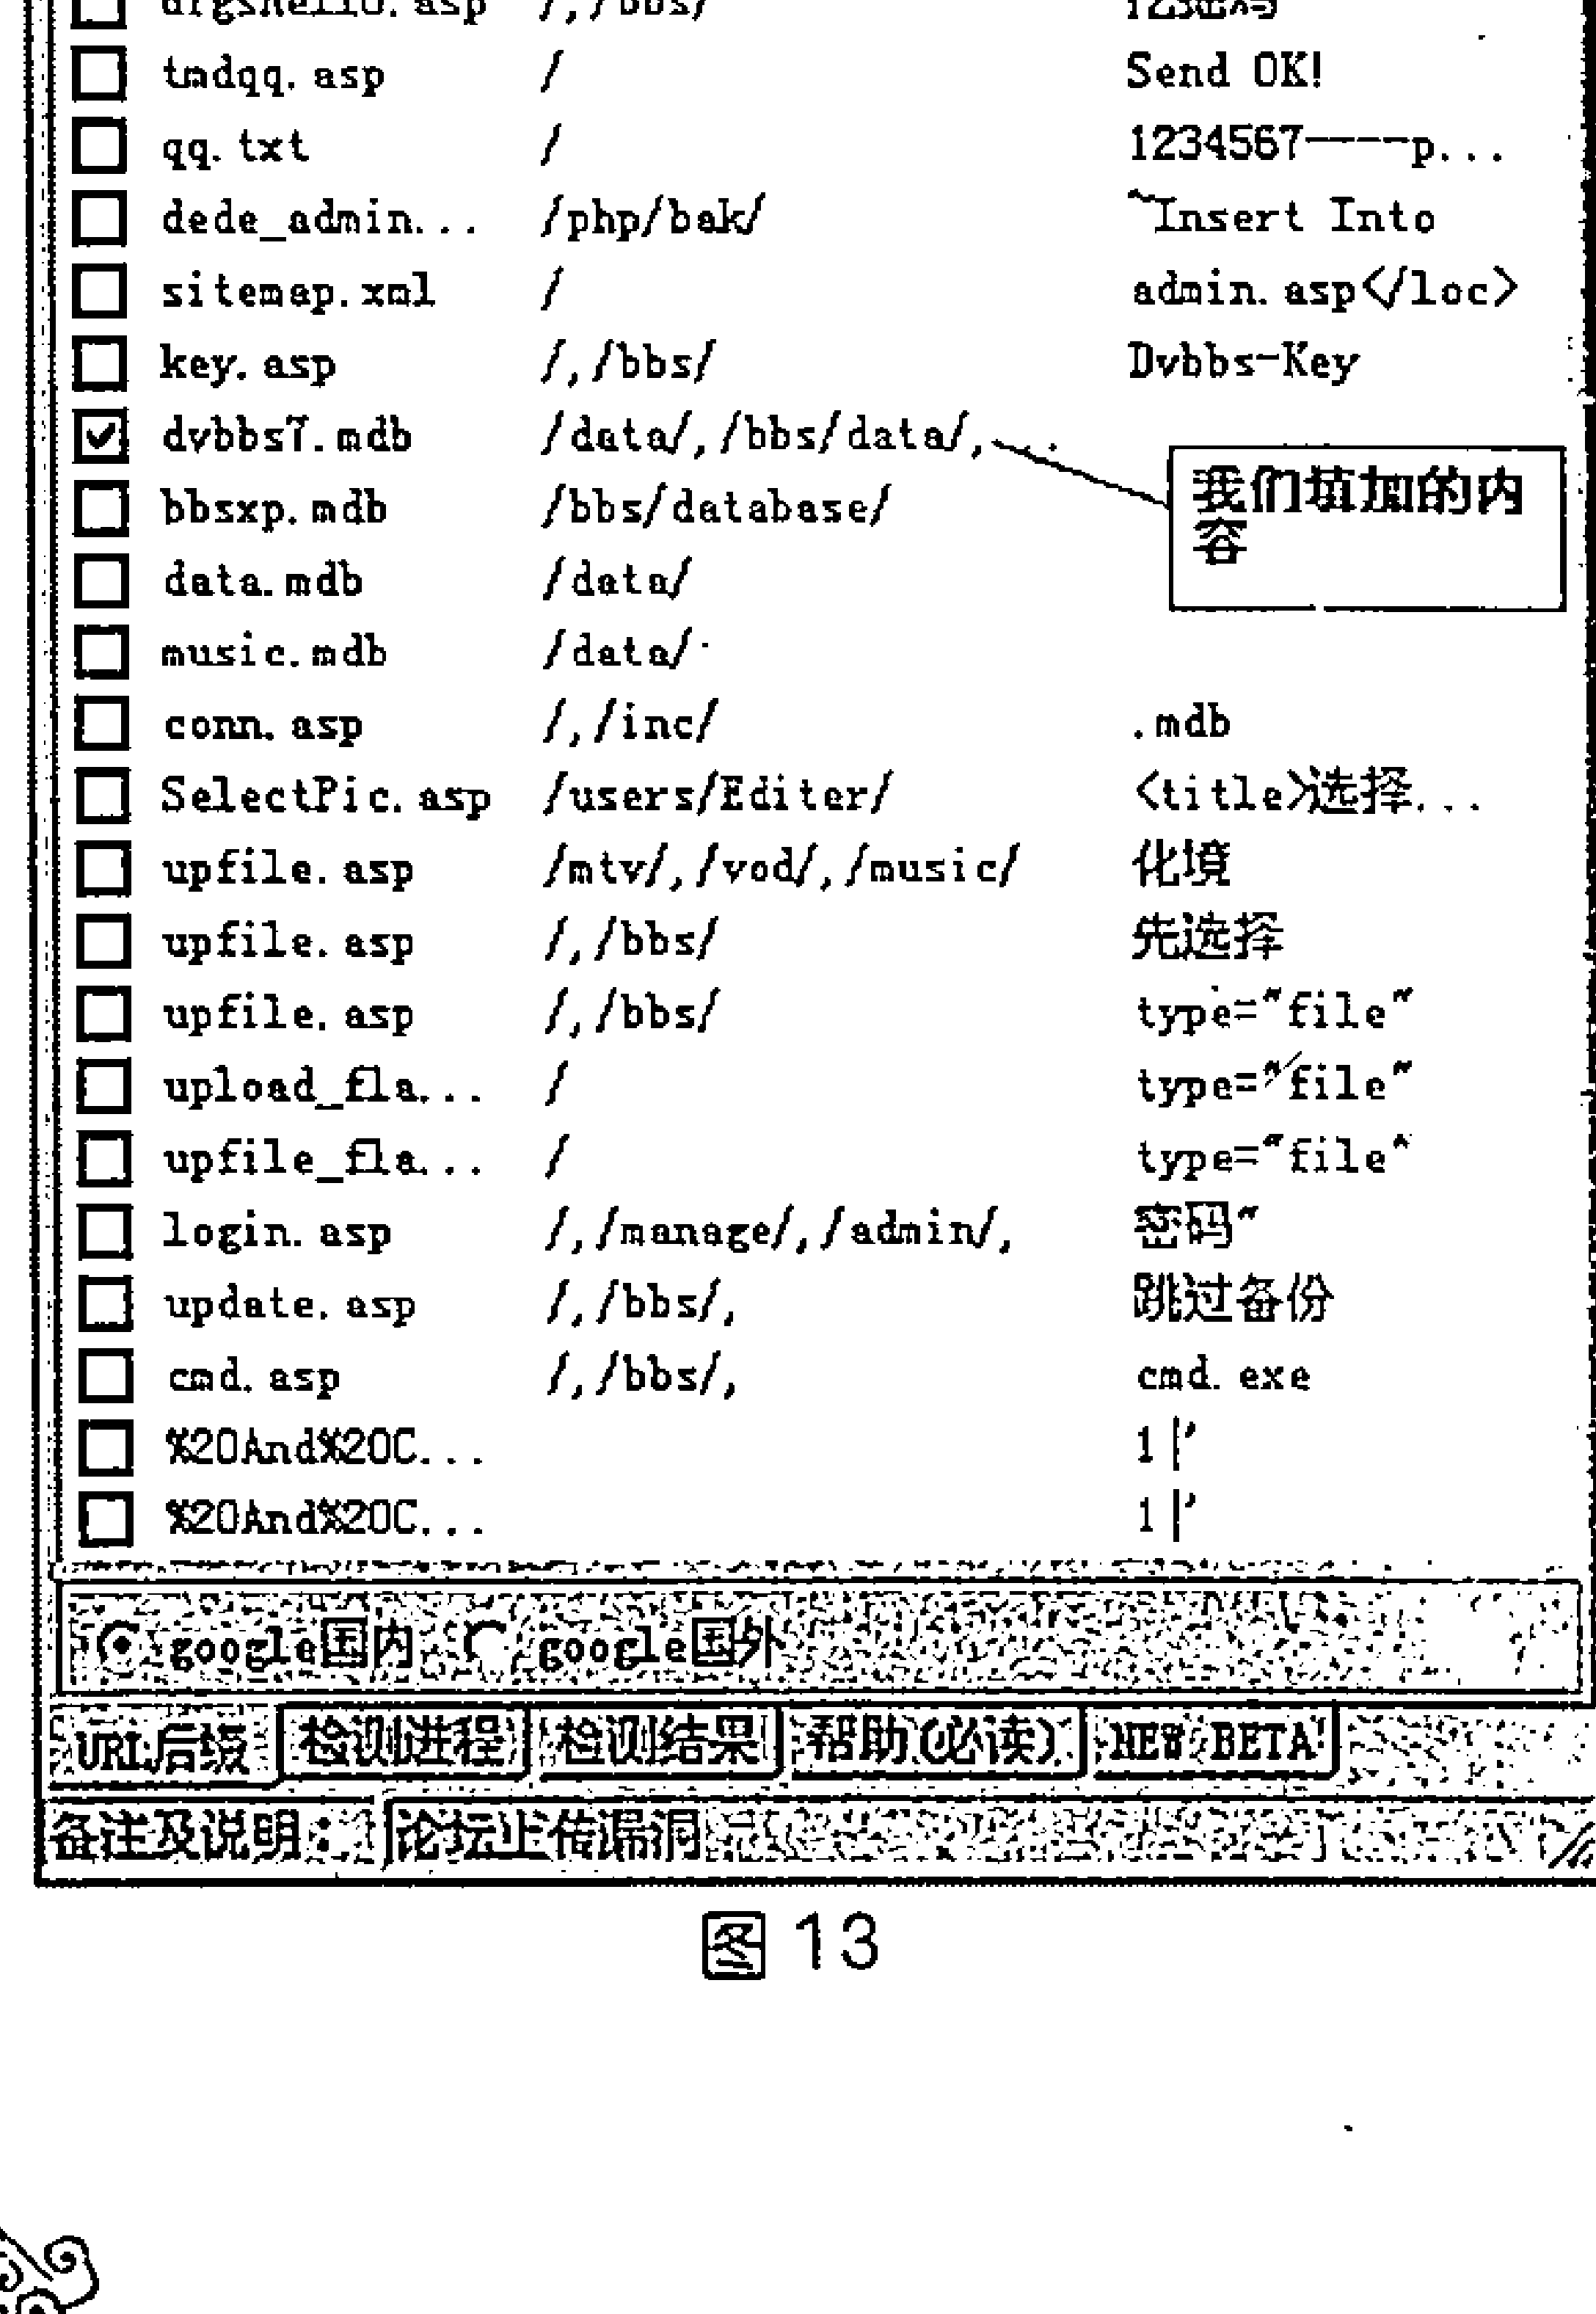 tmdqq.asp / Send OK!
qq.txt / 1234567----p...
dede_admin... /php/bak/ ~Insert Into
sitemap.xml / admin.asp</loc>
key.asp /,/bbs/ Dvbbs-Key
dvbbs7.mdb /data/,/bbs/data/,...
我们填加的内
容
bbsxp.mdb /bbs/database/
data.mdb /data/
music.mdb /data/
conn.asp /,/inc/ .mdb
SelectPic.asp /users/Editer/ <title>选择...
upfile.asp /mtv/,/vod/,/music/ 化境
upfile.asp /,/bbs/ 先选择
upfile.asp /,/bbs/ type="file"
upload_fla... / type="file"
upfile_fla... / type="file"
login.asp /,/manage/,/admin/, 密码"
update.asp /,/bbs/, 跳过备份
cmd.asp /,/bbs/, cmd.exe
%20And%20C... 1|'
%20And%20C... 1|'
google国内 google国外
URL后缀 检测进程 检测结果 帮助(必读) NEW BETA
备注及说明: 论坛上传漏洞
图 13